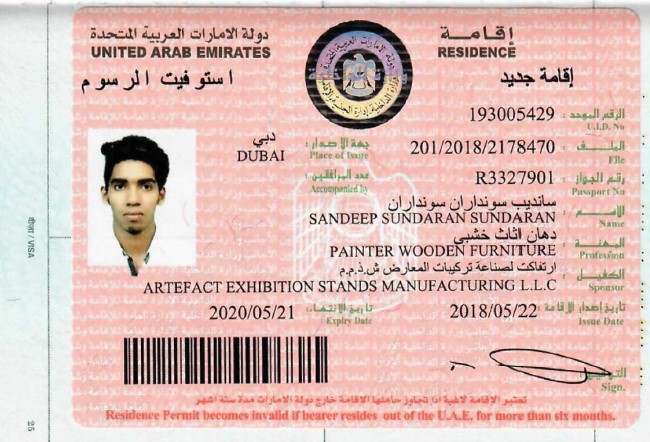 دولة الامارات العربية المتحدة
UNITED ARAB EMIRATES
إقامة
RESIDENCE
استوفيت الرسوم
إقامة جديد
193005429
الرقم الموحد :
U.I.D. No
دبي
DUBAI
جهة الاصدار :
Place of Issue
201/2018/2178470
الملف :
File
عدد المرافقين :
Accompanied by
R3327901
رقم الجواز :
Passport No
سانديب سونداران سونداران
SANDEEP SUNDARAN SUNDARAN
الاسم :
Name
دهان اثاث خشبي
PAINTER WOODEN FURNITURE
المهنة :
Profession
ارتفاكت لصناعة تركيبات المعارض ش.ذ.م.م
ARTEFACT EXHIBITION STANDS MANUFACTURING L.L.C
الكفيل :
Sponsor
2020/05/21
تاريخ الانتهاء :
Expiry Date
2018/05/22
تاريخ إصدار الإقامة :
Issue Date
التوقيع :
Sign.
تعتبر الإقامة لاغية اذا تجاوز حاملها الاقامة خارج دولة الامارات مدة ستة اشهر
Residence Permit becomes invalid if bearer resides out of the U.A.E. for more than six months.
वीजा / VISA
25